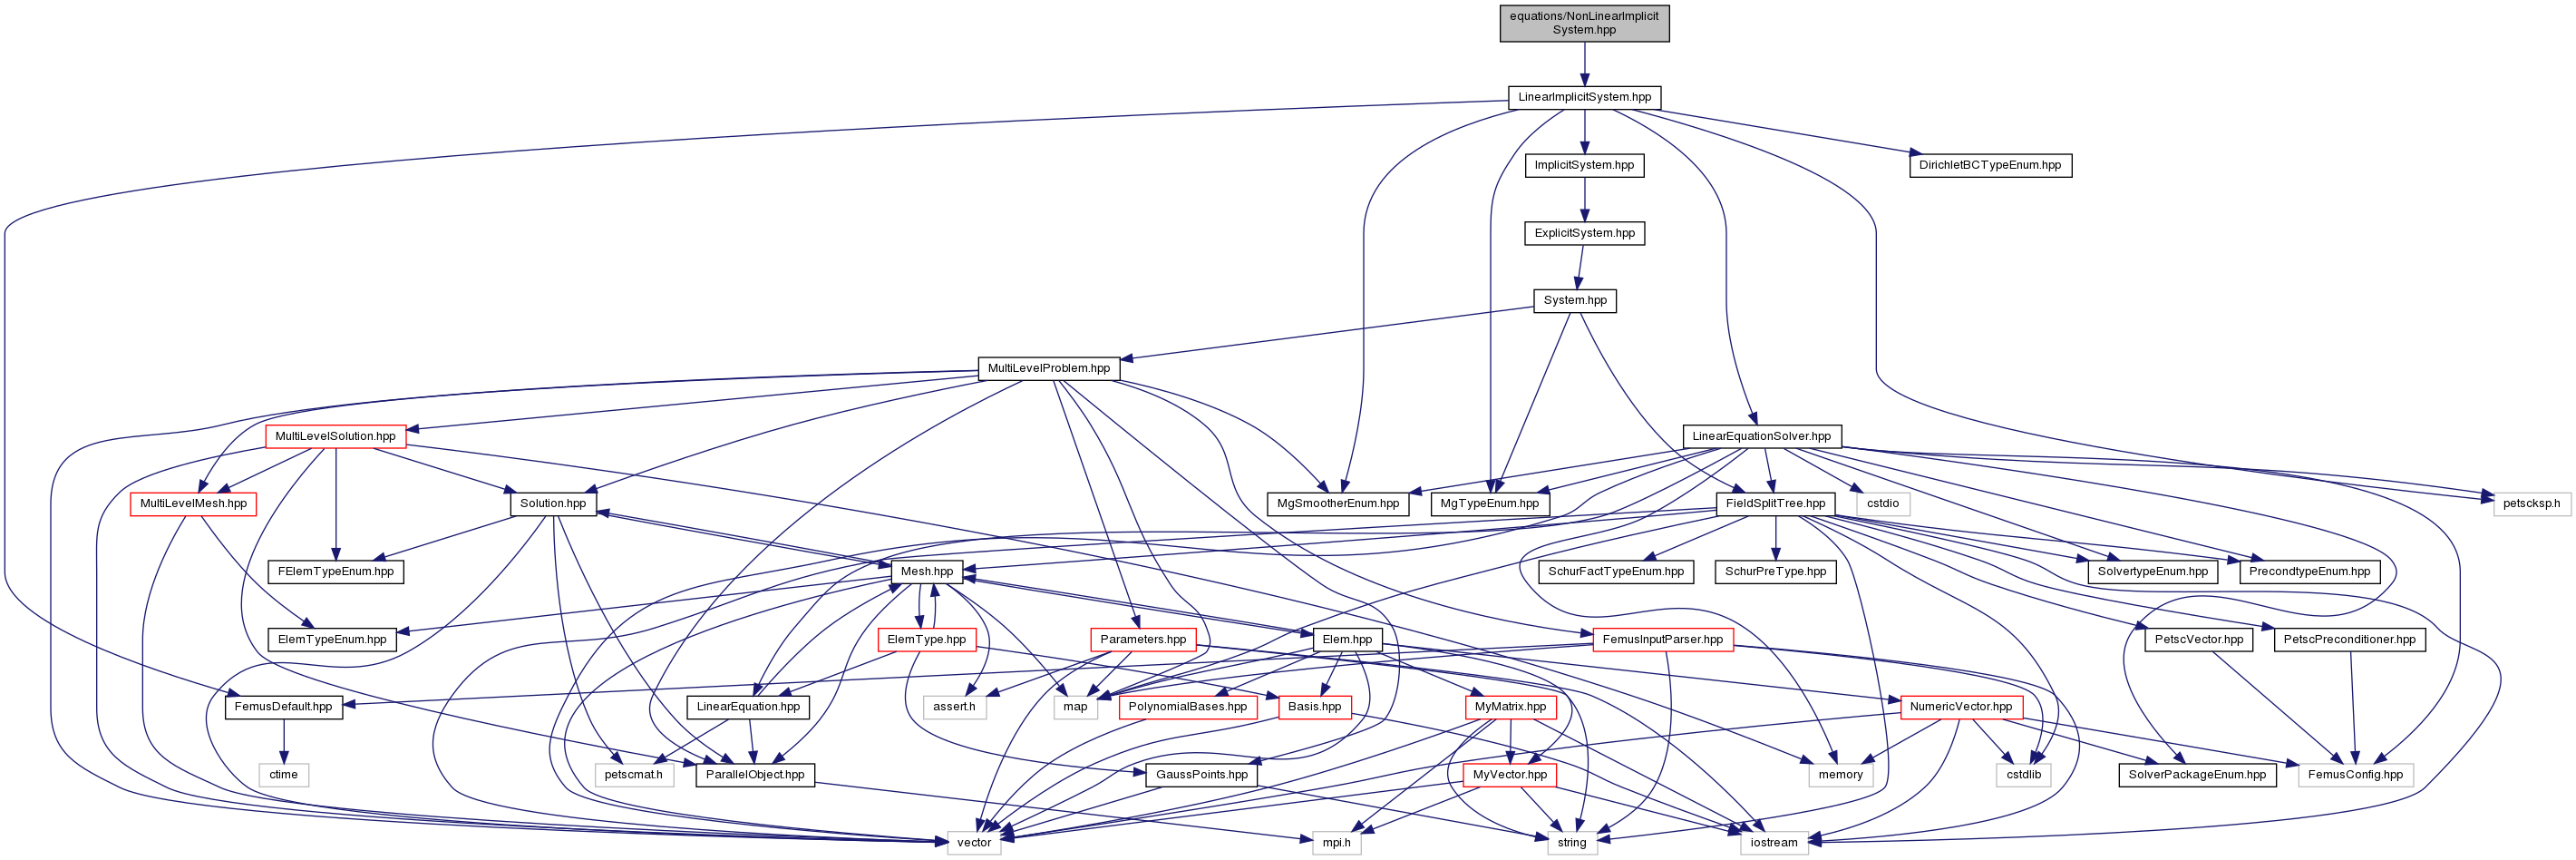 equations/NonLinearImplicit
System.hpp
LinearImplicitSystem.hpp
ImplicitSystem.hpp
DirichletBCTypeEnum.hpp
ExplicitSystem.hpp
System.hpp
MultiLevelProblem.hpp
MultiLevelSolution.hpp
LinearEquationSolver.hpp
MultiLevelMesh.hpp
Solution.hpp
MgSmootherEnum.hpp
MgTypeEnum.hpp
FieldSplitTree.hpp
cstdio
petscksp.h
FElemTypeEnum.hpp
Mesh.hpp
SchurFactTypeEnum.hpp
SchurPreType.hpp
SolvertypeEnum.hpp
PrecondtypeEnum.hpp
ElemTypeEnum.hpp
ElemType.hpp
Parameters.hpp
Elem.hpp
FemusInputParser.hpp
PetscVector.hpp
PetscPreconditioner.hpp
FemusDefault.hpp
LinearEquation.hpp
assert.h
map
PolynomialBases.hpp
Basis.hpp
MyMatrix.hpp
NumericVector.hpp
ctime
petscmat.h
ParallelObject.hpp
GaussPoints.hpp
MyVector.hpp
memory
cstdlib
SolverPackageEnum.hpp
FemusConfig.hpp
vector
mpi.h
string
iostream